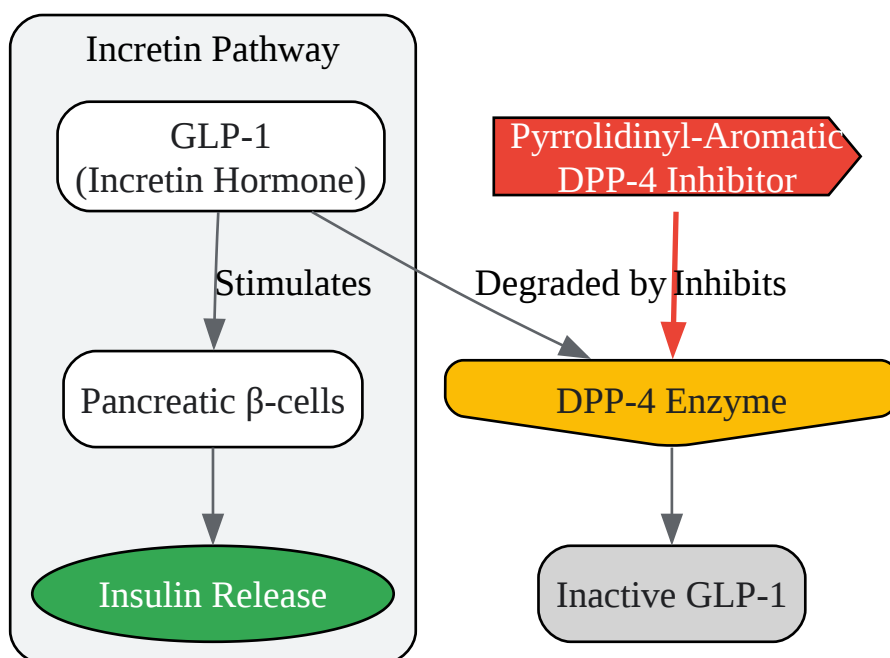 Incretin Pathway
GLP-1
(Incretin Hormone)
Pyrrolidinyl-Aromatic
DPP-4 Inhibitor
Stimulates
Degraded by
Inhibits
Pancreatic β-cells
DPP-4 Enzyme
Insulin Release
Inactive GLP-1